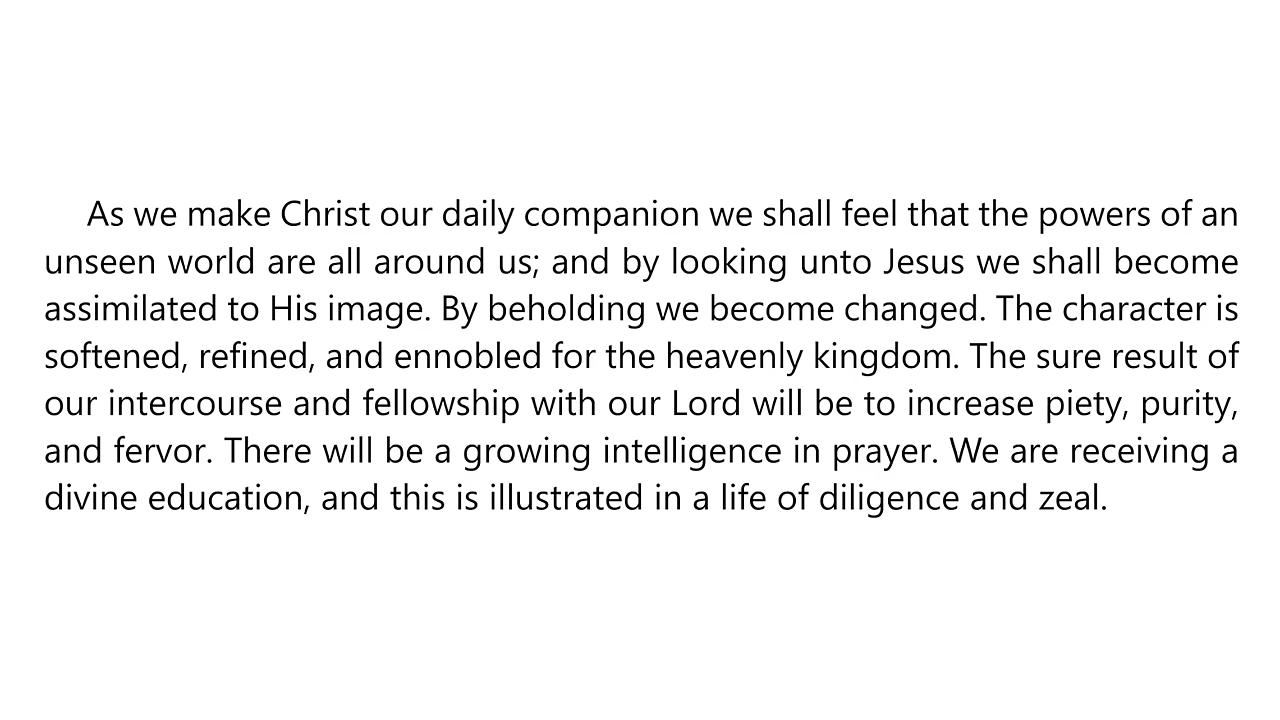 As we make Christ our daily companion we shall feel that the powers of an
unseen world are all around us; and by looking unto Jesus we shall become
assimilated to His image. By beholding we become changed. The character is
softened, refined, and ennobled for the heavenly kingdom. The sure result of
our intercourse and fellowship with our Lord will be to increase piety, purity,
and fervor. There will be a growing intelligence in prayer. We are receiving a
divine education, and this is illustrated in a life of diligence and zeal.